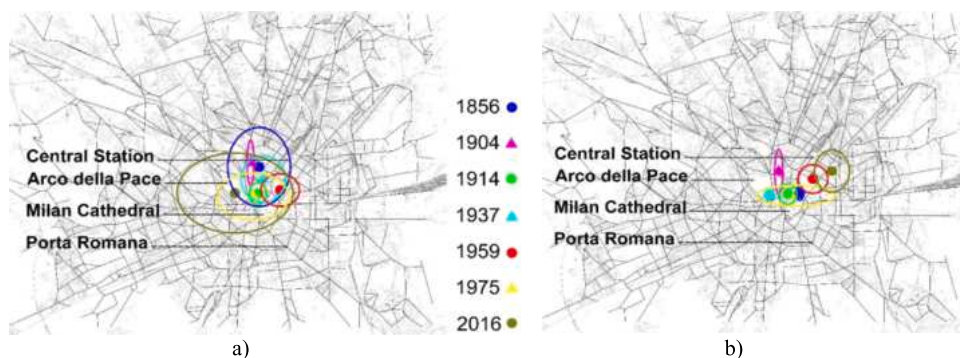 Central Station
Arco della Pace
Milan Cathedral
Porta Romana
1856
1904
1914
1937
1959
1975
2016
Central Station
Arco della Pace
Milan Cathedral
Porta Romana
a)
b)